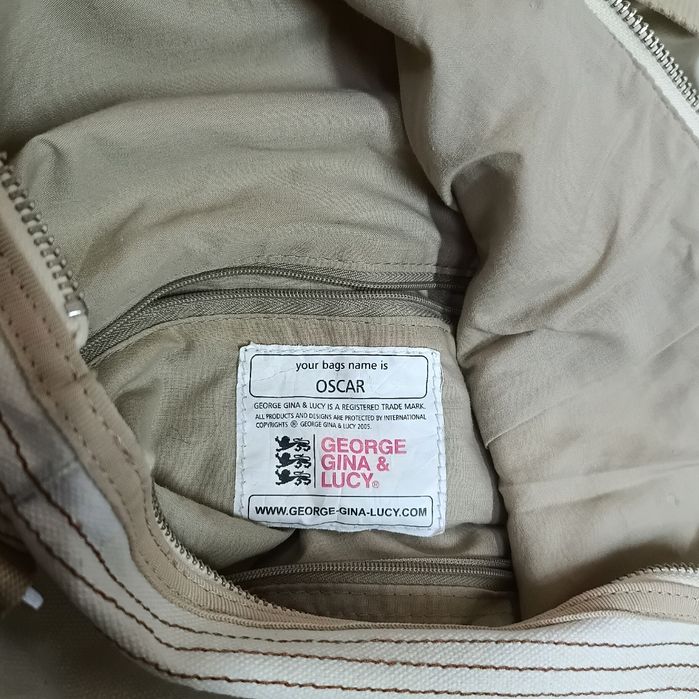 your bags name is
OSCAR
GEORGE GINA & LUCY IS A REGISTERED TRADE MARK.
ALL PRODUCTS AND DESIGNS ARE PROTECTED BY INTERNATIONAL
COPYRIGHTS ® GEORGE GINA & LUCY 2005.
GEORGE
GINA &
LUCY®
WWW.GEORGE-GINA-LUCY.COM